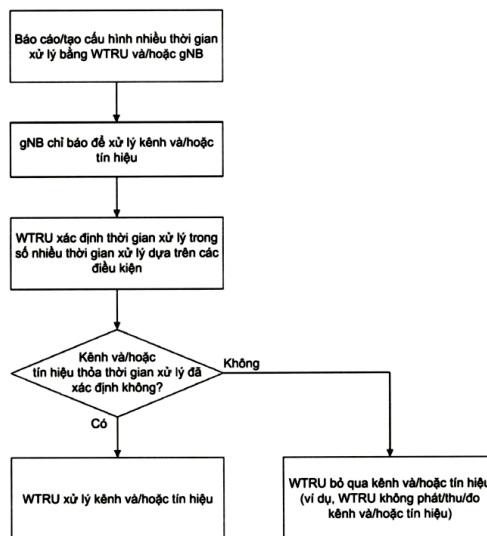 Báo cáo/tạo cấu hình nhiều thời gian
xử lý bằng WTRU và/hoặc gNB
gNB chỉ báo để xử lý kênh và/hoặc
tín hiệu
WTRU xác định thời gian xử lý trong
số nhiều thời gian xử lý dựa trên các
điều kiện
Kênh và/hoặc
tín hiệu thỏa thời gian xử lý đã
xác định không?
Không
Có
WTRU xử lý kênh và/hoặc tín hiệu
WTRU bỏ qua kênh và/hoặc tín hiệu
(ví dụ, WTRU không phát/thu/đo
kênh và/hoặc tín hiệu)